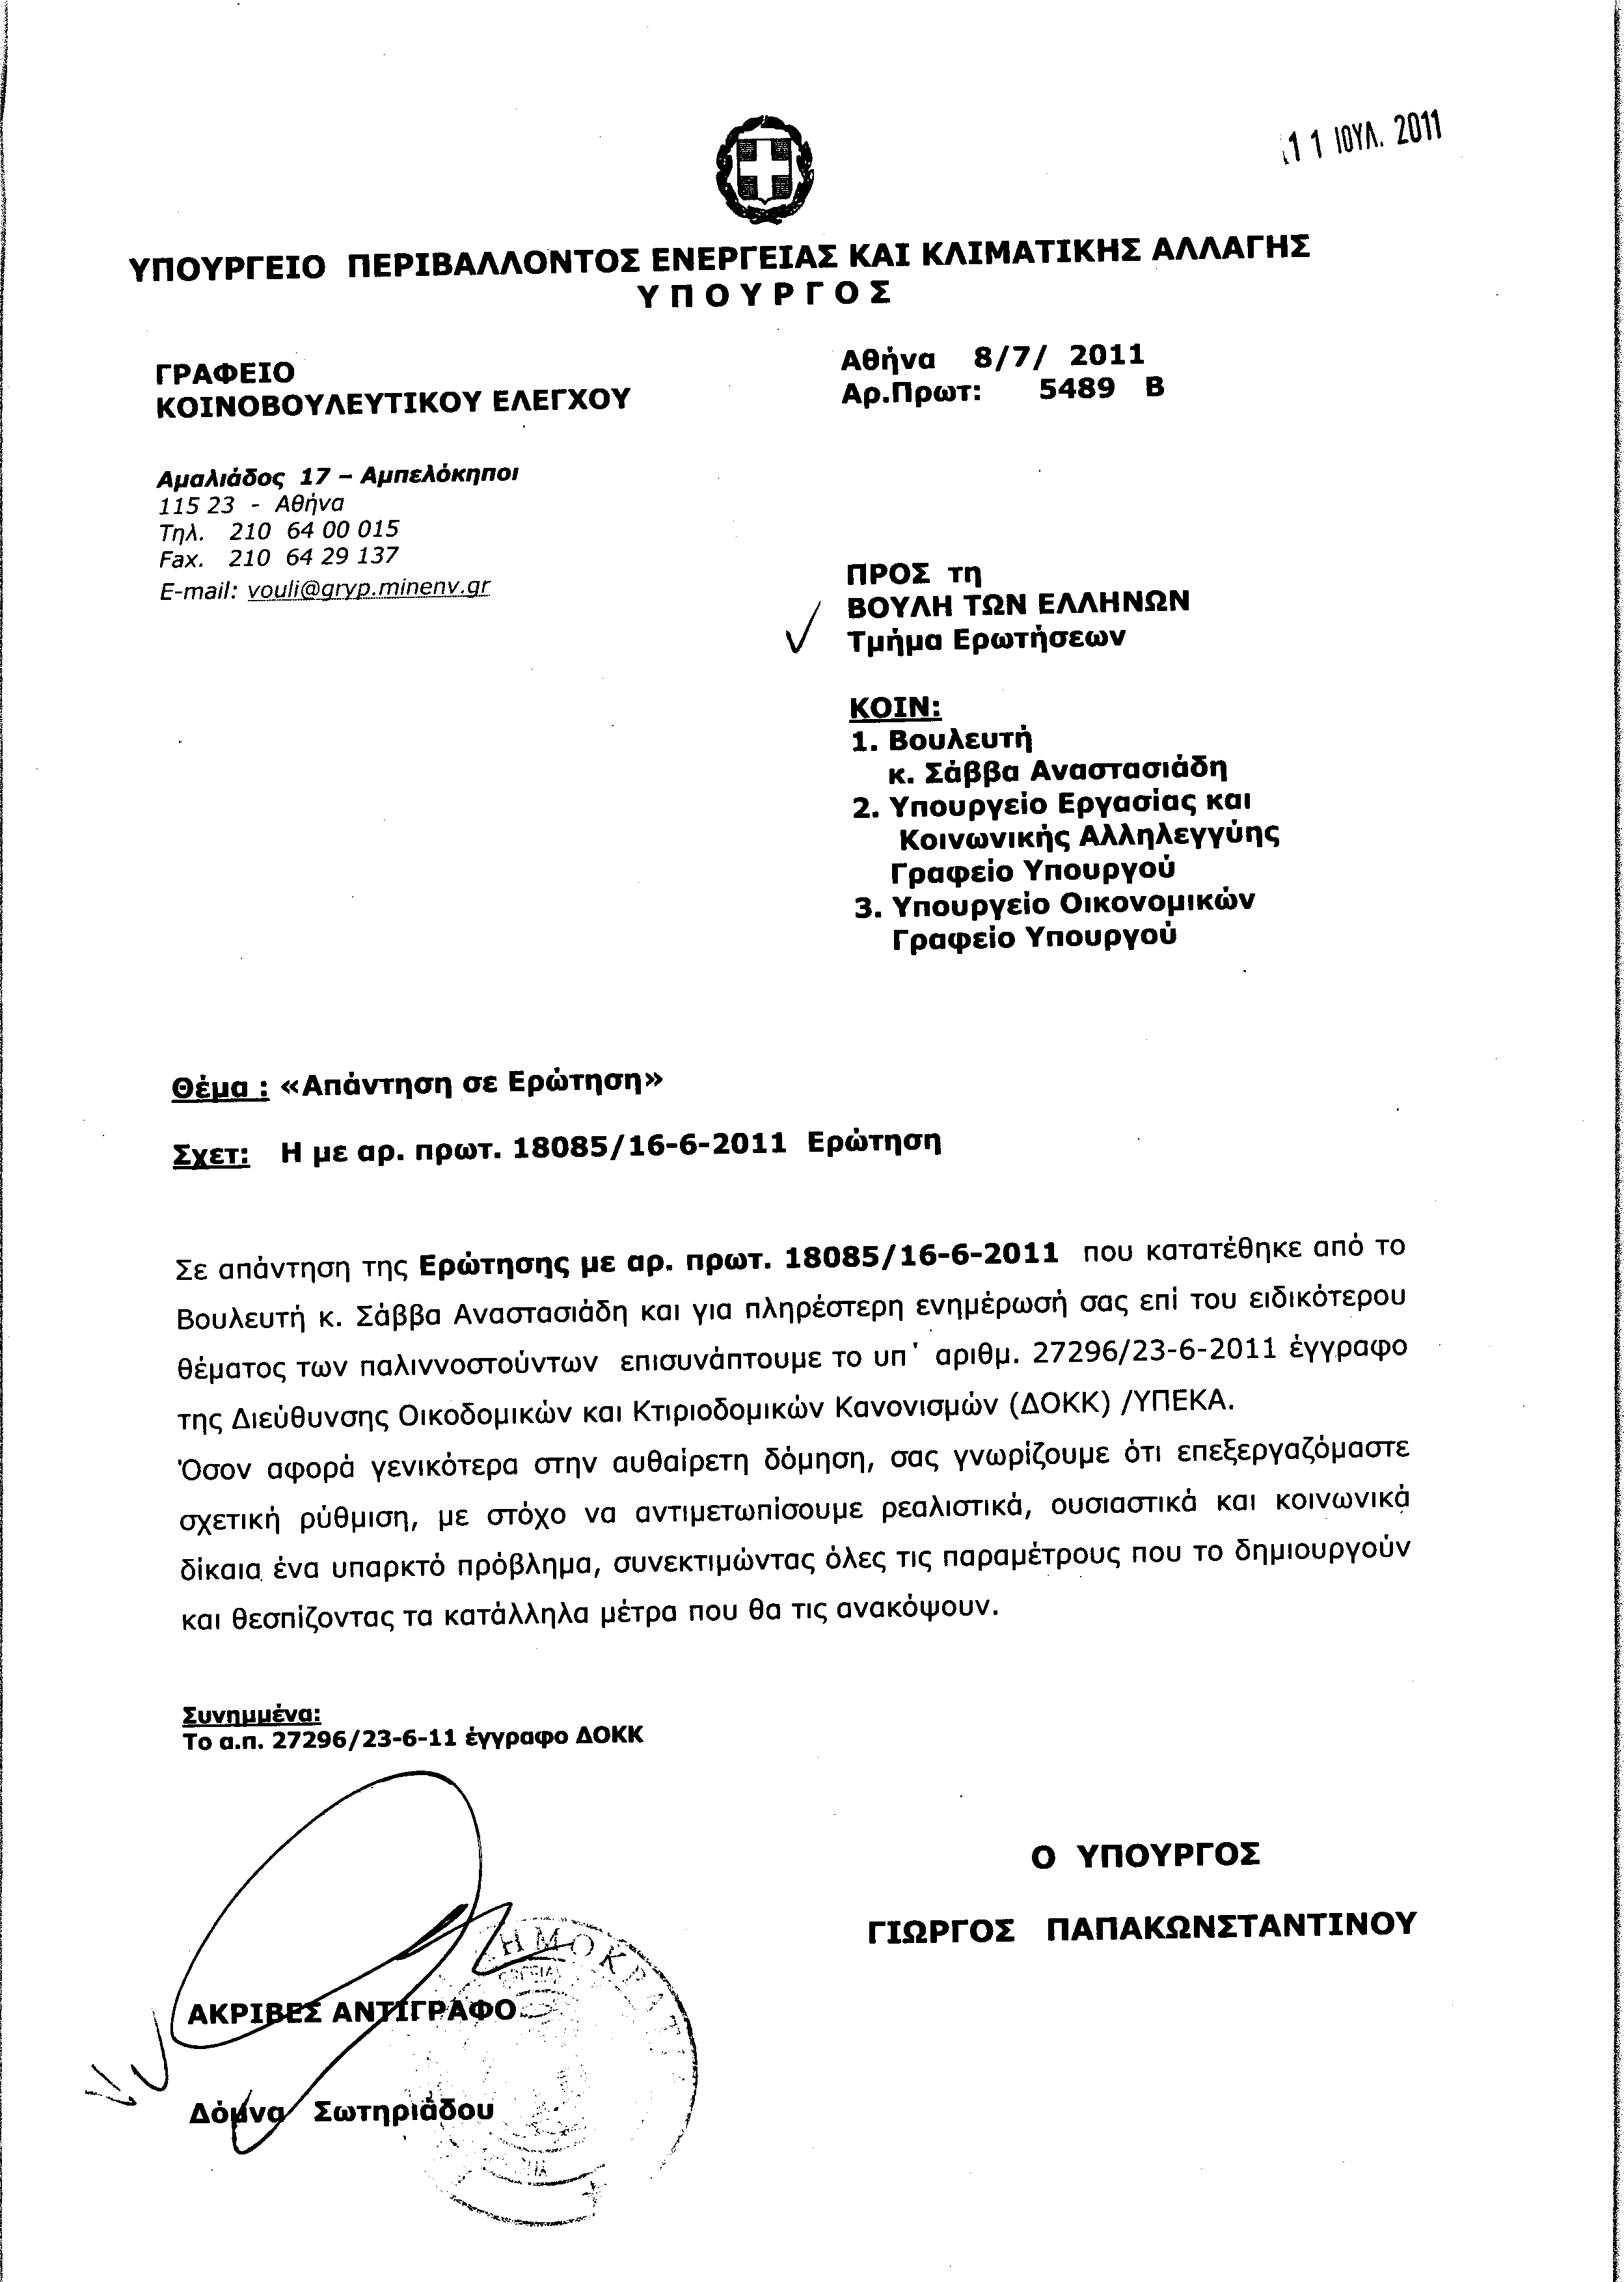 11 ΙΟΥΛ. 2011
ΥΠΟΥΡΓΕΙΟ ΠΕΡΙΒΑΛΛΟΝΤΟΣ ΕΝΕΡΓΕΙΑΣ ΚΑΙ ΚΛΙΜΑΤΙΚΗΣ ΑΛΛΑΓΗΣ
Υ Π Ο Υ Ρ Γ Ο Σ
ΓΡΑΦΕΙΟ
ΚΟΙΝΟΒΟΥΛΕΥΤΙΚΟΥ ΕΛΕΓΧΟΥ
Αθήνα 8/7/ 2011
Αρ.Πρωτ: 5489 Β
Αμαλιάδος 17 – Αμπελόκηποι
115 23 - Αθήνα
Τηλ. 210 64 00 015
Fax. 210 64 29 137
E-mail: vouli@gryp.minenv.gr
ΠΡΟΣ τη
ΒΟΥΛΗ ΤΩΝ ΕΛΛΗΝΩΝ
Τμήμα Ερωτήσεων
ΚΟΙΝ:
1. Βουλευτή
κ. Σάββα Αναστασιάδη
2. Υπουργείο Εργασίας και
Κοινωνικής Αλληλεγγύης
Γραφείο Υπουργού
3. Υπουργείο Οικονομικών
Γραφείο Υπουργού
Θέμα : «Απάντηση σε Ερώτηση»
Σχετ: Η με αρ. πρωτ. 18085/16-6-2011 Ερώτηση
Σε απάντηση της Ερώτησης με αρ. πρωτ. 18085/16-6-2011 που κατατέθηκε από το
Βουλευτή κ. Σάββα Αναστασιάδη και για πληρέστερη ενημέρωσή σας επί του ειδικότερου
θέματος των παλιννοστούντων επισυνάπτουμε το υπ΄ αριθμ. 27296/23-6-2011 έγγραφο
της Διεύθυνσης Οικοδομικών και Κτιριοδομικών Κανονισμών (ΔΟΚΚ) /ΥΠΕΚΑ.
Όσον αφορά γενικότερα στην αυθαίρετη δόμηση, σας γνωρίζουμε ότι επεξεργαζόμαστε
σχετική ρύθμιση, με στόχο να αντιμετωπίσουμε ρεαλιστικά, ουσιαστικά και κοινωνικά
δίκαια ένα υπαρκτό πρόβλημα, συνεκτιμώντας όλες τις παραμέτρους που το δημιουργούν
και θεσπίζοντας τα κατάλληλα μέτρα που θα τις ανακόψουν.
Συνημμένα:
Το α.π. 27296/23-6-11 έγγραφο ΔΟΚΚ
Ο ΥΠΟΥΡΓΟΣ
ΓΙΩΡΓΟΣ ΠΑΠΑΚΩΝΣΤΑΝΤΙΝΟΥ
ΑΚΡΙΒΕΣ ΑΝΤΙΓΡΑΦΟ
Δόμνα Σωτηριάδου